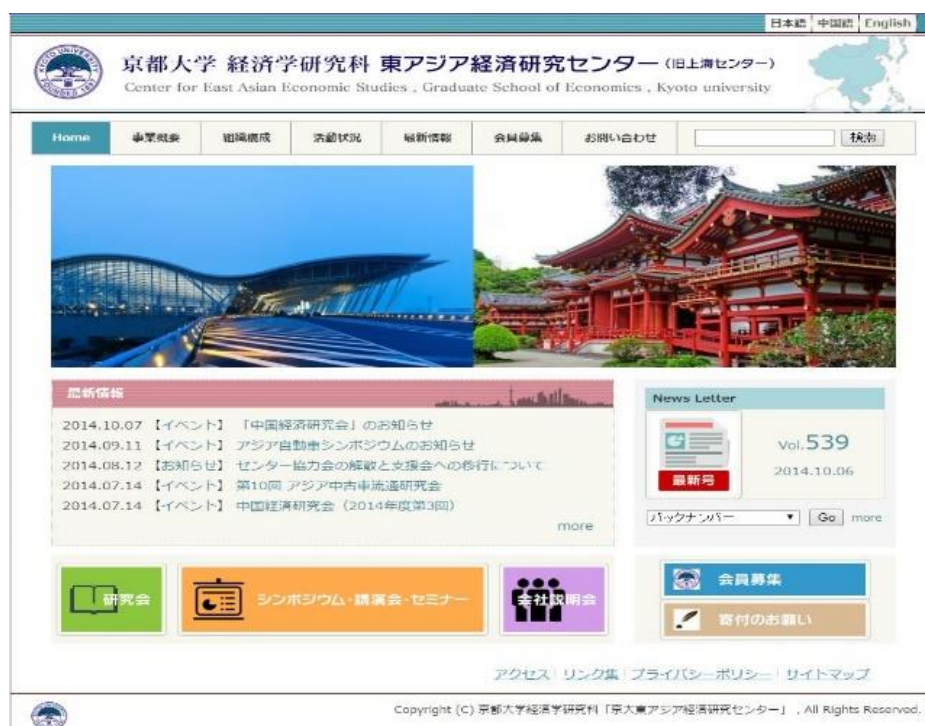 日本語 中国語 English
京都大学 経済学研究科 東アジア経済研究センター (旧上海センター)
Center for East Asian Economic Studies , Graduate School of Economics , Kyoto university
Home 事業概要 組織構成 活動状況 最新情報 会員募集 お問い合わせ 検索
最新情報
2014.10.07 【イベント】 「中国経済研究会」のお知らせ
2014.09.11 【イベント】 アジア自動車シンポジウムのお知らせ
2014.08.12 【お知らせ】 センター協力会の解散と支援会への移行について
2014.07.14 【イベント】 第10回 アジア中古車流通研究会
2014.07.14 【イベント】 中国経済研究会（2014年度第3回）
more
News Letter
Vol.539
2014.10.06
最新号
バックナンバー Go more
研究会
シンポジウム・講演会・セミナー
会社説明会
会員募集
寄付のお願い
アクセス リンク集 プライバシーポリシー サイトマップ
Copyright (C) 京都大学経済学研究科「京大東アジア経済研究センター」 , All Rights Reserved.